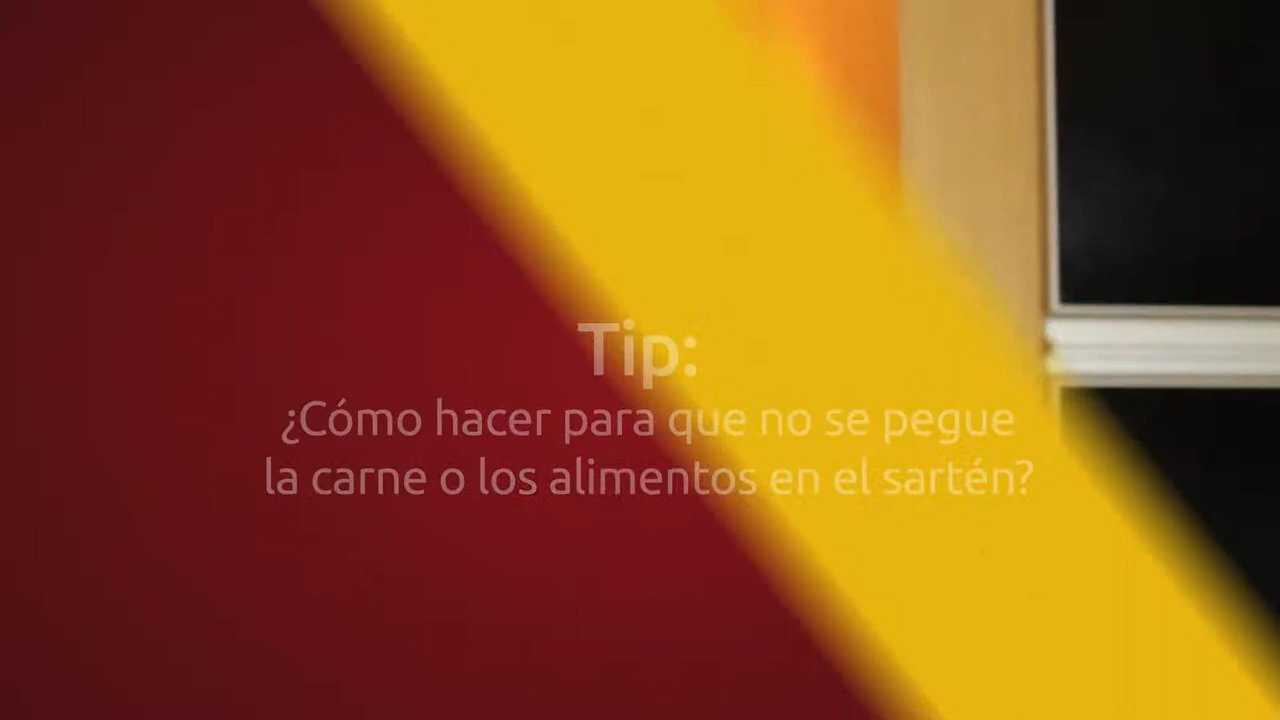 Tip:
¿Cómo hacer para que no se pegue
la carne o los alimentos en el sartén?